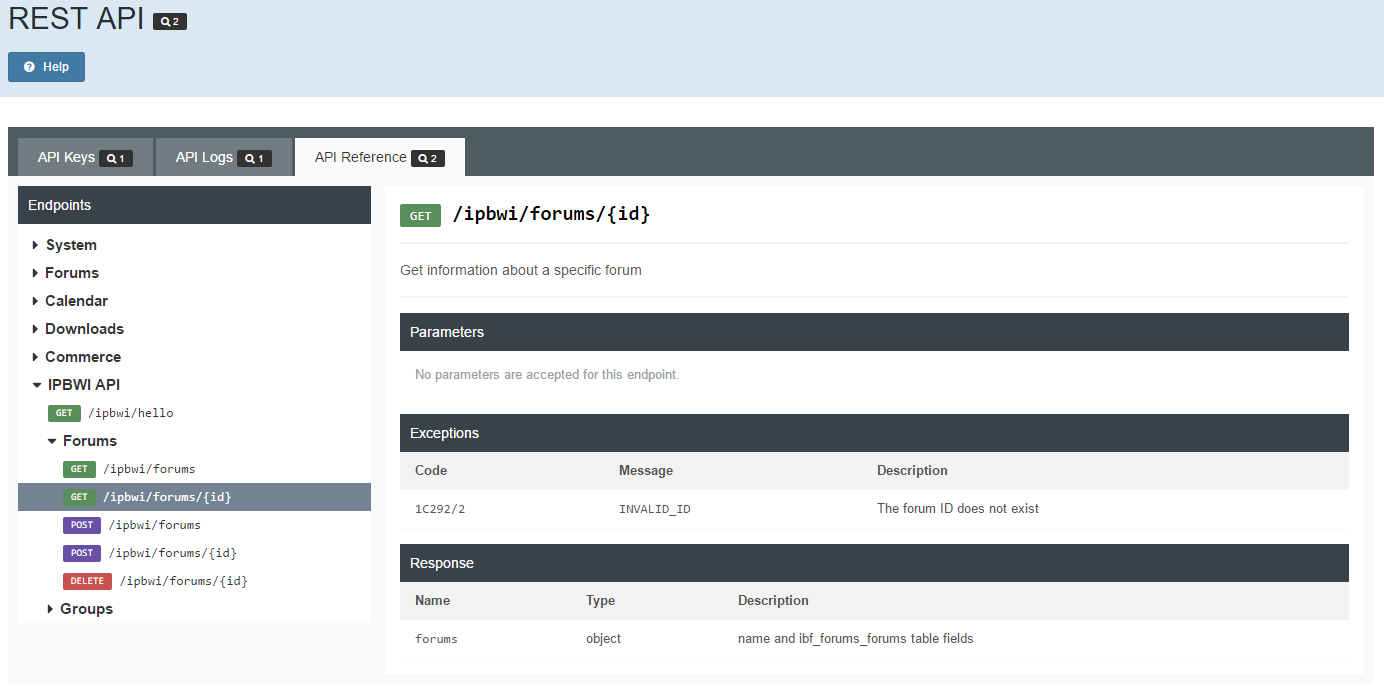 REST API 2
Help
API Keys 1 API Logs 1 API Reference 2
Endpoints
System
Forums
Calendar
Downloads
Commerce
IPBWI API
GET /ipbwi/hello
Forums
GET /ipbwi/forums
GET /ipbwi/forums/{id}
POST /ipbwi/forums
POST /ipbwi/forums/{id}
DELETE /ipbwi/forums/{id}
Groups
GET /ipbwi/forums/{id}
Get information about a specific forum
Parameters
No parameters are accepted for this endpoint.
Exceptions
Code Message Description
1C292/2 INVALID_ID The forum ID does not exist
Response
Name Type Description
forums object name and ibf_forums_forums table fields